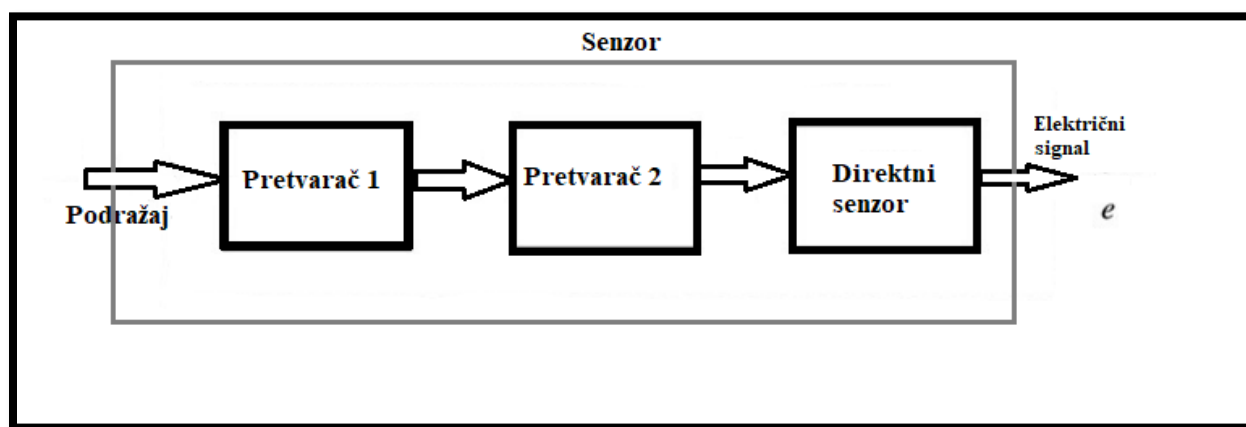 Senzor
Podražaj
Pretvarač 1
Pretvarač 2
Direktni
senzor
Električni
signal
e